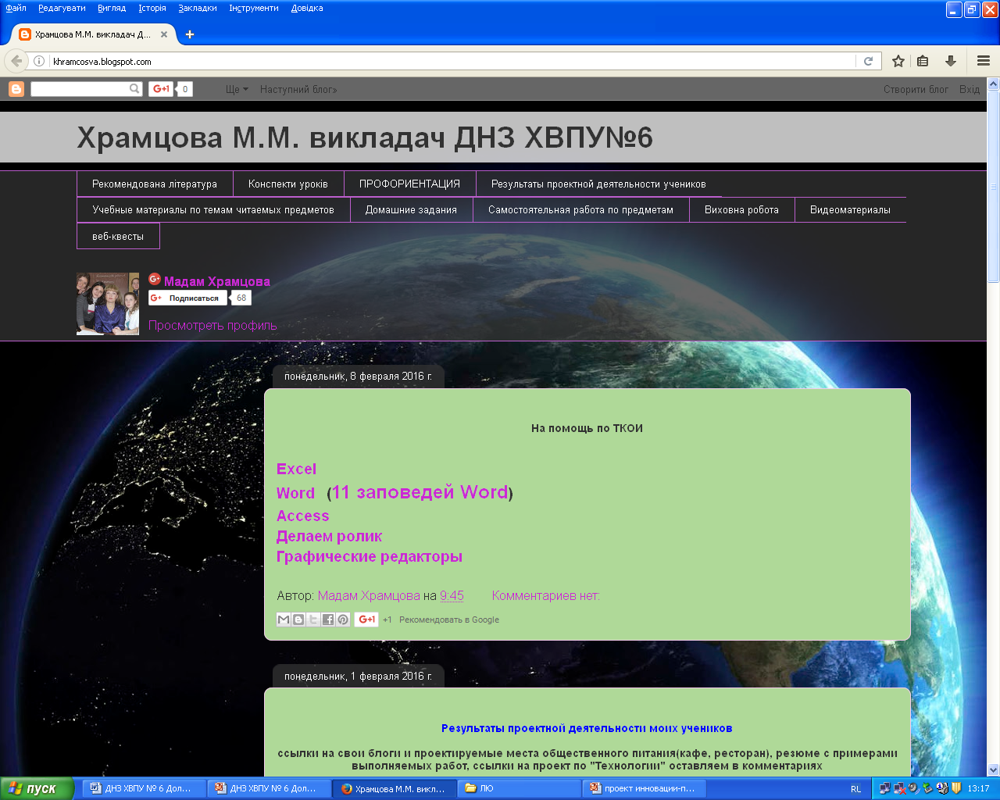 Файл Редагувати Вигляд Історія Закладки Інструменти Довідка
Храмцова М.М. викладач Д...
khramcosva.blogspot.com
G+1 0 Ще Наступний блог» Створити блог Вхід
Храмцова М.М. викладач ДНЗ ХВПУ№6
Рекомендована література Конспекти уроків ПРОФОРИЕНТАЦИЯ Результаты проектной деятельности учеников
Учебные материалы по темам читаемых предметов Домашние задания Самостоятельная работа по предметам Виховна робота Видеоматериалы
веб-квесты
Мадам Храмцова
G+ Подписаться 68
Просмотреть профиль
понедельник, 8 февраля 2016 г.
На помощь по ТКОИ
Excel
Word (11 заповедей Word)
Access
Делаем ролик
Графические редакторы
Автор: Мадам Храмцова на 9:45 Комментариев нет:
G+1 +1 Рекомендовать в Google
понедельник, 1 февраля 2016 г.
Результаты проектной деятельности моих учеников
ссылки на свои блоги и проектируемые места общественного питания(кафе, ресторан), резюме с примерами
выполняемых работ, ссылки на проект по "Технологии" оставляем в комментариях
пуск ДНЗ ХВПУ № 6 Дол... ДНЗ ХВПУ № 6 Дол... Храмцова М.М. викл... ЛЮ проект инновации-п... RL 13:17